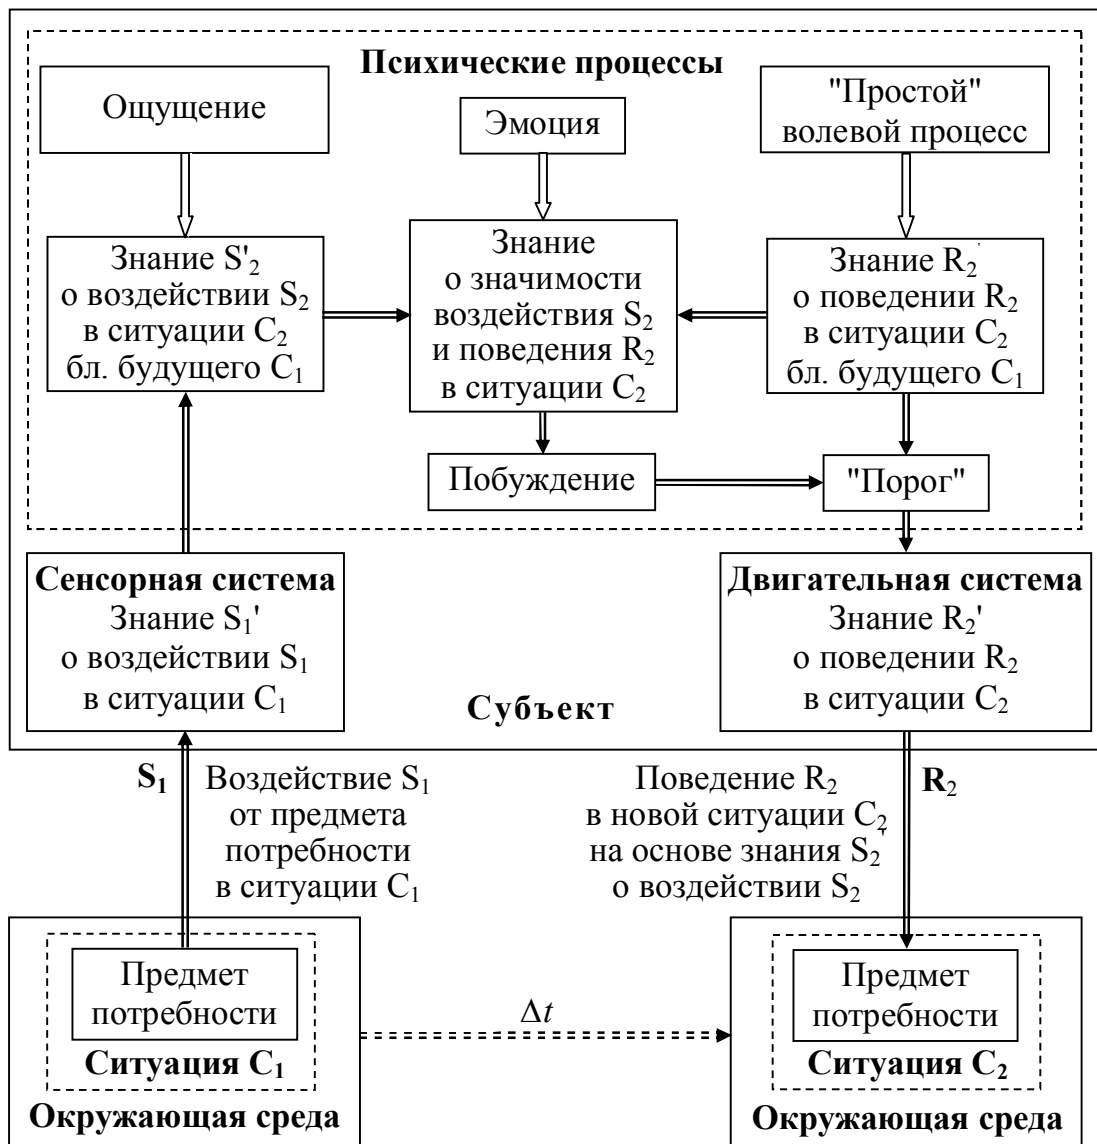 Психические процессы
Ощущение
Эмоция
"Простой"
волевой процесс
Знание S'₂
о воздействии S₂
в ситуации C₂
бл. будущего C₁
Знание
о значимости
воздействия S₂
и поведения R₂
в ситуации C₂
Знание R₂'
о поведении R₂
в ситуации C₂
бл. будущего C₁
Побуждение
"Порог"
Сенсорная система
Знание S₁'
о воздействии S₁
в ситуации C₁
Двигательная система
Знание R₂'
о поведении R₂
в ситуации C₂
Субъект
S₁
Воздействие S₁
от предмета
потребности
в ситуации C₁
Поведение R₂
в новой ситуации C₂
на основе знания S₂'
о воздействии S₂
R₂
Предмет
потребности
Ситуация C₁
Окружающая среда
Δt
Предмет
потребности
Ситуация C₂
Окружающая среда